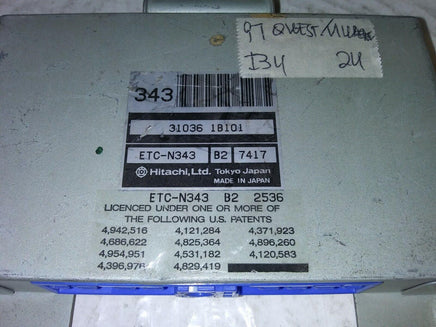 97 QUEST/
B4 24
343
31036 1B101
ETC-N343 B2 7417
Hitachi, Ltd. Tokyo Japan
MADE IN JAPAN
ETC-N343 B2 2536
LICENCED UNDER ONE OR MORE OF
THE FOLLOWING U.S. PATENTS
4,942,516 4,121,284 4,371,923
4,686,622 4,825,364 4,896,260
4,954,951 4,531,182 4,120,583
4,396,976 4,829,419